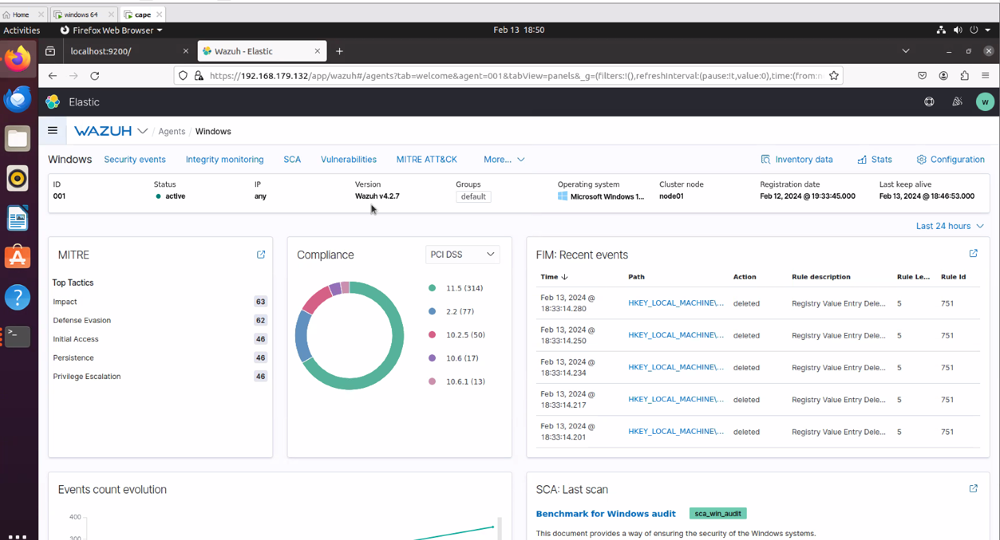 Home
windows 64
cape
Activities
Firefox Web Browser
Feb 13 18:50
localhost:9200/
Wazuh - Elastic
https://192.168.179.132/app/wazuh#/agents?tab=welcome&agent=001&tabView=panels&_g=(filters:!(),refreshInterval:(pause:!t,value:0),time:(from:n
Elastic
w
WAZUH / Agents / Windows
Windows Security events Integrity monitoring SCA Vulnerabilities MITRE ATT&CK More... Inventory data Stats Configuration
ID Status IP Version Groups Operating system Cluster node Registration date Last keep alive
001 active any Wazuh v4.2.7 default Microsoft Windows 1... node01 Feb 12, 2024 @ 19:33:45.000 Feb 13, 2024 @ 18:46:53.000
Last 24 hours
MITRE
Top Tactics
Impact 63
Defense Evasion 62
Initial Access 46
Persistence 46
Privilege Escalation 46
Compliance
PCI DSS
11.5 (314)
2.2 (77)
10.2.5 (50)
10.6 (17)
10.6.1 (13)
FIM: Recent events
Time Path Action Rule description Rule Le... Rule Id
Feb 13, 2024 @
18:33:14.280 HKEY_LOCAL_MACHINE\... deleted Registry Value Entry Dele... 5 751
Feb 13, 2024 @
18:33:14.250 HKEY_LOCAL_MACHINE\... deleted Registry Value Entry Dele... 5 751
Feb 13, 2024 @
18:33:14.234 HKEY_LOCAL_MACHINE\... deleted Registry Value Entry Dele... 5 751
Feb 13, 2024 @
18:33:14.217 HKEY_LOCAL_MACHINE\... deleted Registry Value Entry Dele... 5 751
Feb 13, 2024 @
18:33:14.201 HKEY_LOCAL_MACHINE\... deleted Registry Value Entry Dele... 5 751
Events count evolution
400
300
SCA: Last scan
Benchmark for Windows audit sca_win_audit
This document provides a way of ensuring the security of the Windows systems.